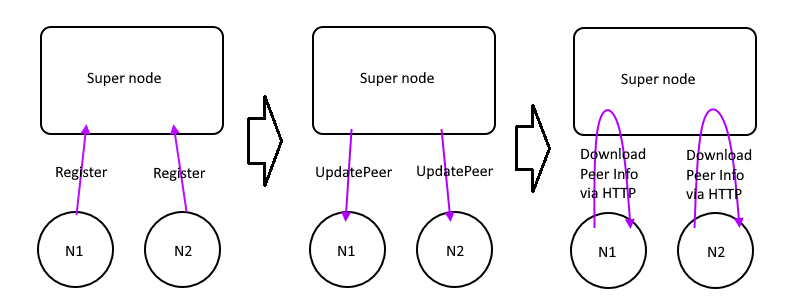 Super node
Register
Register
N1
N2
Super node
UpdatePeer
UpdatePeer
N1
N2
Super node
Download
Peer Info
via HTTP
Download
Peer Info
via HTTP
N1
N2